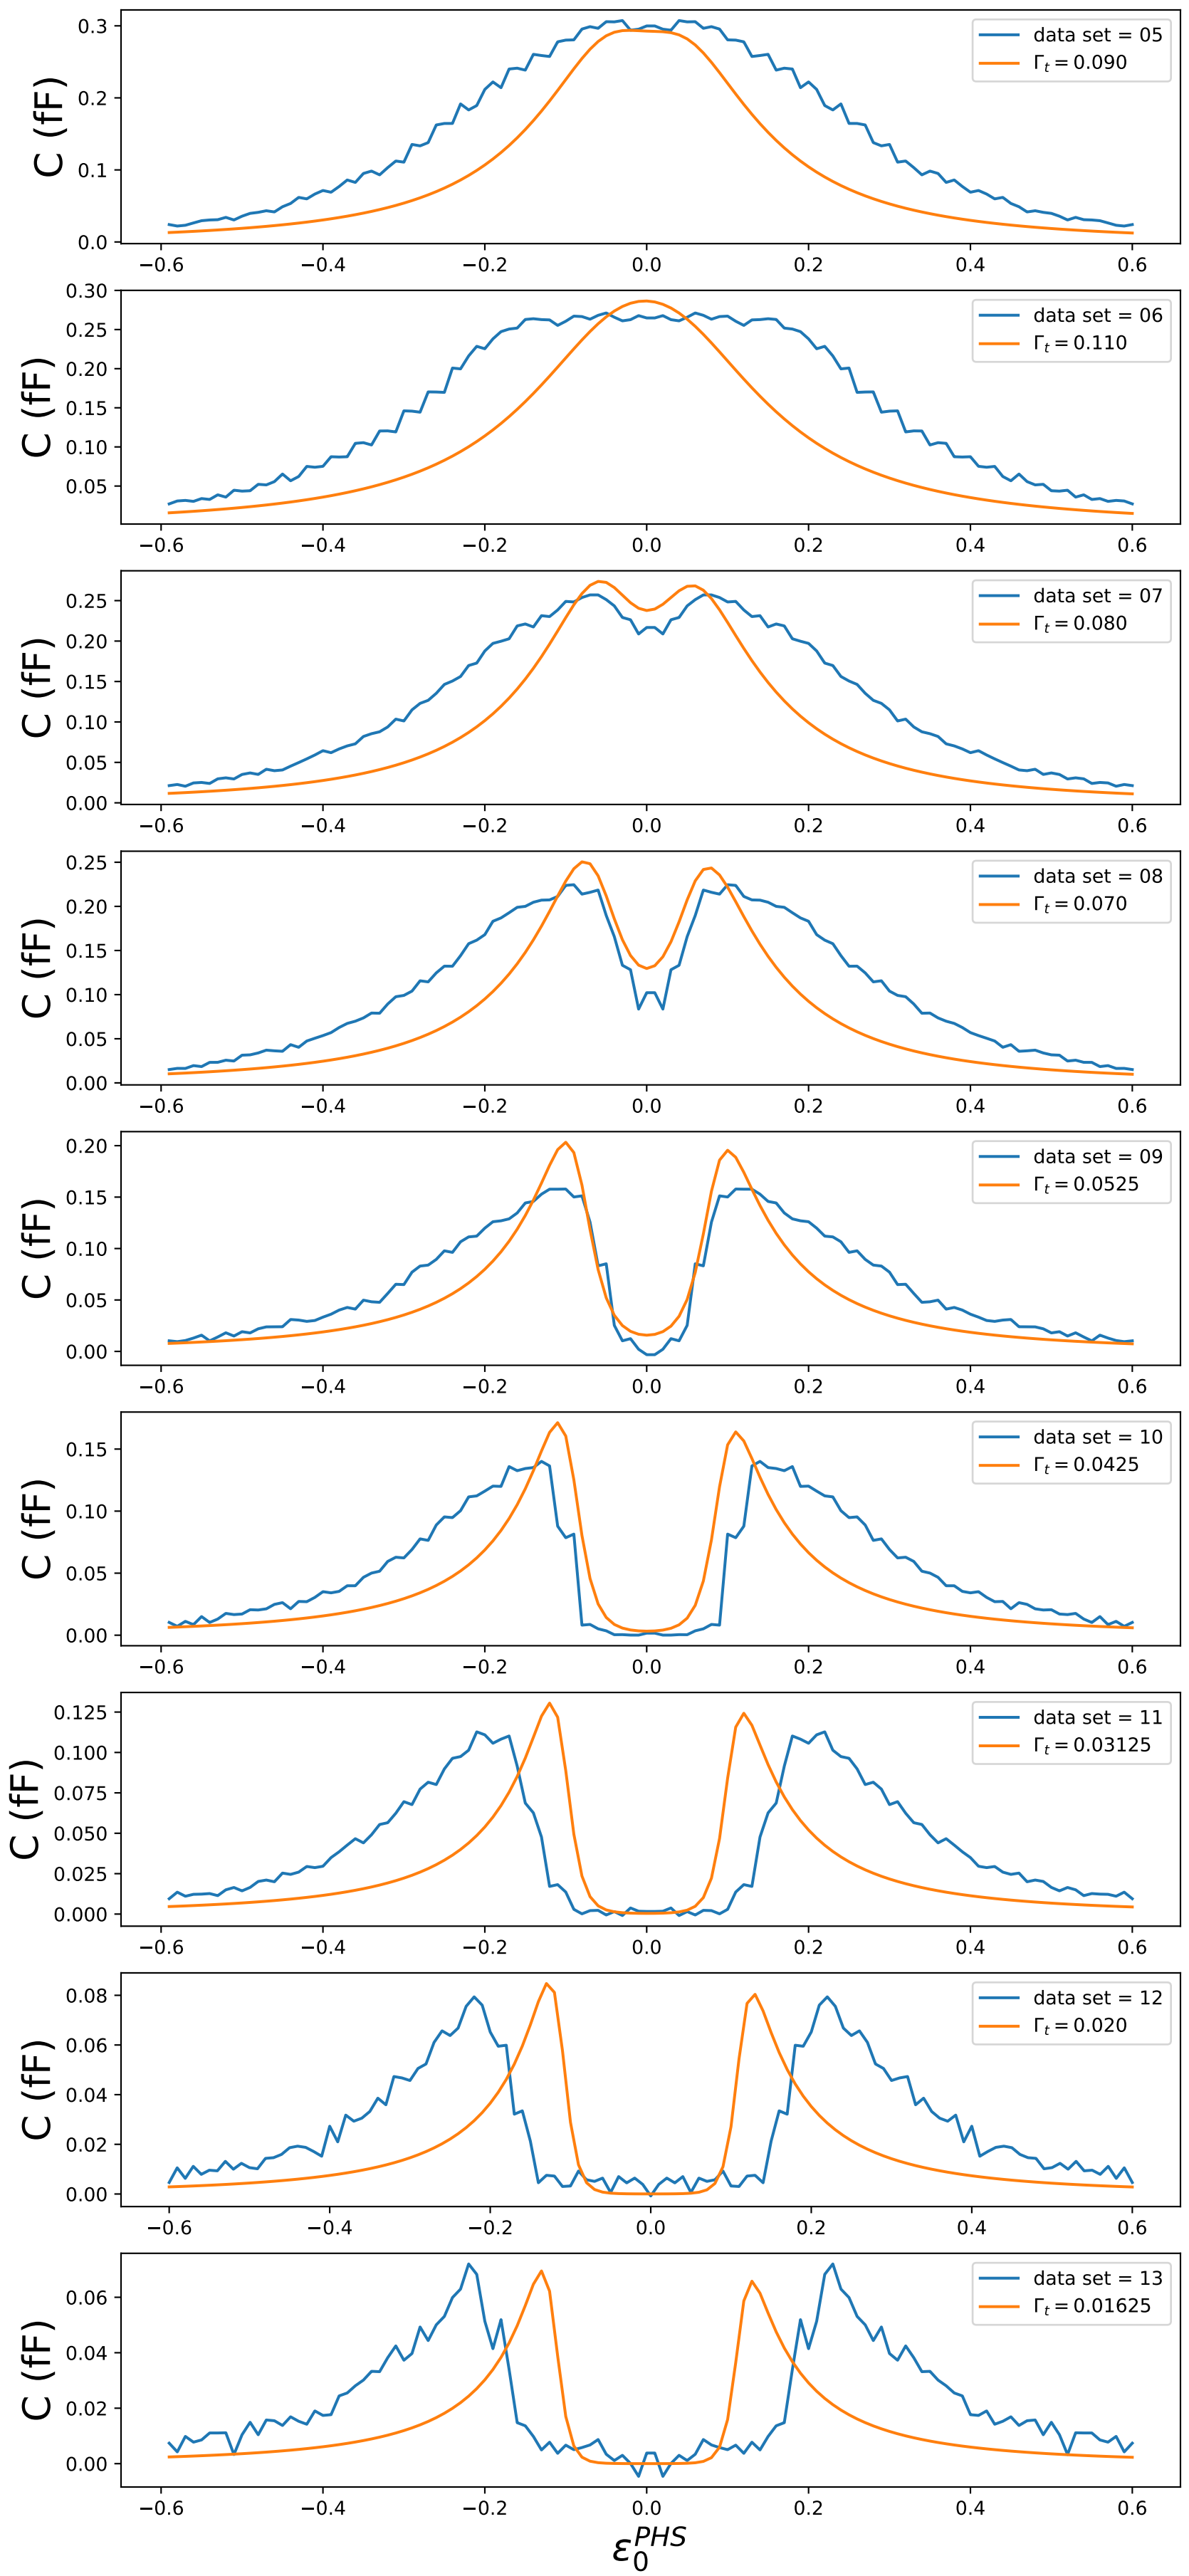 data set = 05
Γt = 0.090
C (fF)
0.3
0.2
0.1
0.0
−0.6 −0.4 −0.2 0.0 0.2 0.4 0.6
data set = 06
Γt = 0.110
C (fF)
0.30
0.25
0.20
0.15
0.10
0.05
−0.6 −0.4 −0.2 0.0 0.2 0.4 0.6
data set = 07
Γt = 0.080
C (fF)
0.25
0.20
0.15
0.10
0.05
0.00
−0.6 −0.4 −0.2 0.0 0.2 0.4 0.6
data set = 08
Γt = 0.070
C (fF)
0.25
0.20
0.15
0.10
0.05
0.00
−0.6 −0.4 −0.2 0.0 0.2 0.4 0.6
data set = 09
Γt = 0.0525
C (fF)
0.20
0.15
0.10
0.05
0.00
−0.6 −0.4 −0.2 0.0 0.2 0.4 0.6
data set = 10
Γt = 0.0425
C (fF)
0.15
0.10
0.05
0.00
−0.6 −0.4 −0.2 0.0 0.2 0.4 0.6
data set = 11
Γt = 0.03125
C (fF)
0.125
0.100
0.075
0.050
0.025
0.000
−0.6 −0.4 −0.2 0.0 0.2 0.4 0.6
data set = 12
Γt = 0.020
C (fF)
0.08
0.06
0.04
0.02
0.00
−0.6 −0.4 −0.2 0.0 0.2 0.4 0.6
data set = 13
Γt = 0.01625
C (fF)
0.06
0.04
0.02
0.00
−0.6 −0.4 −0.2 0.0 0.2 0.4 0.6
ε0PHS